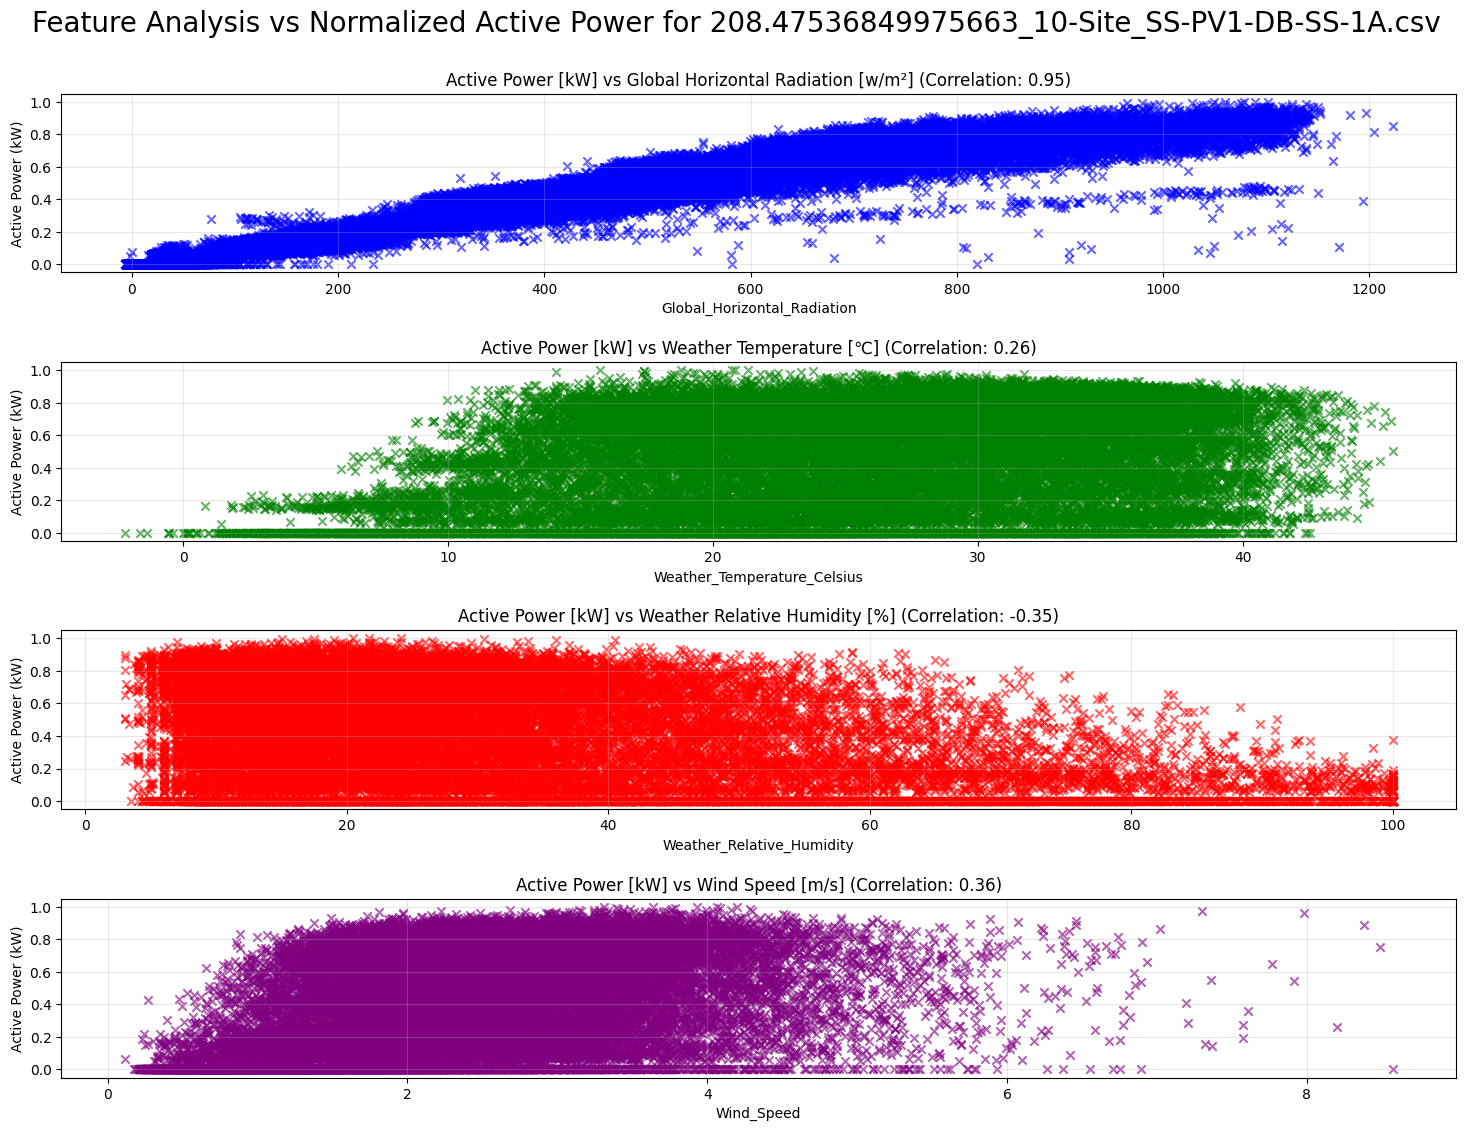 Feature Analysis vs Normalized Active Power for 208.47536849975663_10-Site_SS-PV1-DB-SS-1A.csv
Active Power [kW] vs Global Horizontal Radiation [w/m²] (Correlation: 0.95)
Active Power (kW)
1.0
0.8
0.6
0.4
0.2
0.0
0 200 400 600 800 1000 1200
Global_Horizontal_Radiation
Active Power [kW] vs Weather Temperature [℃] (Correlation: 0.26)
Active Power (kW)
1.0
0.8
0.6
0.4
0.2
0.0
0 10 20 30 40
Weather_Temperature_Celsius
Active Power [kW] vs Weather Relative Humidity [%] (Correlation: -0.35)
Active Power (kW)
1.0
0.8
0.6
0.4
0.2
0.0
0 20 40 60 80 100
Weather_Relative_Humidity
Active Power [kW] vs Wind Speed [m/s] (Correlation: 0.36)
Active Power (kW)
1.0
0.8
0.6
0.4
0.2
0.0
0 2 4 6 8
Wind_Speed